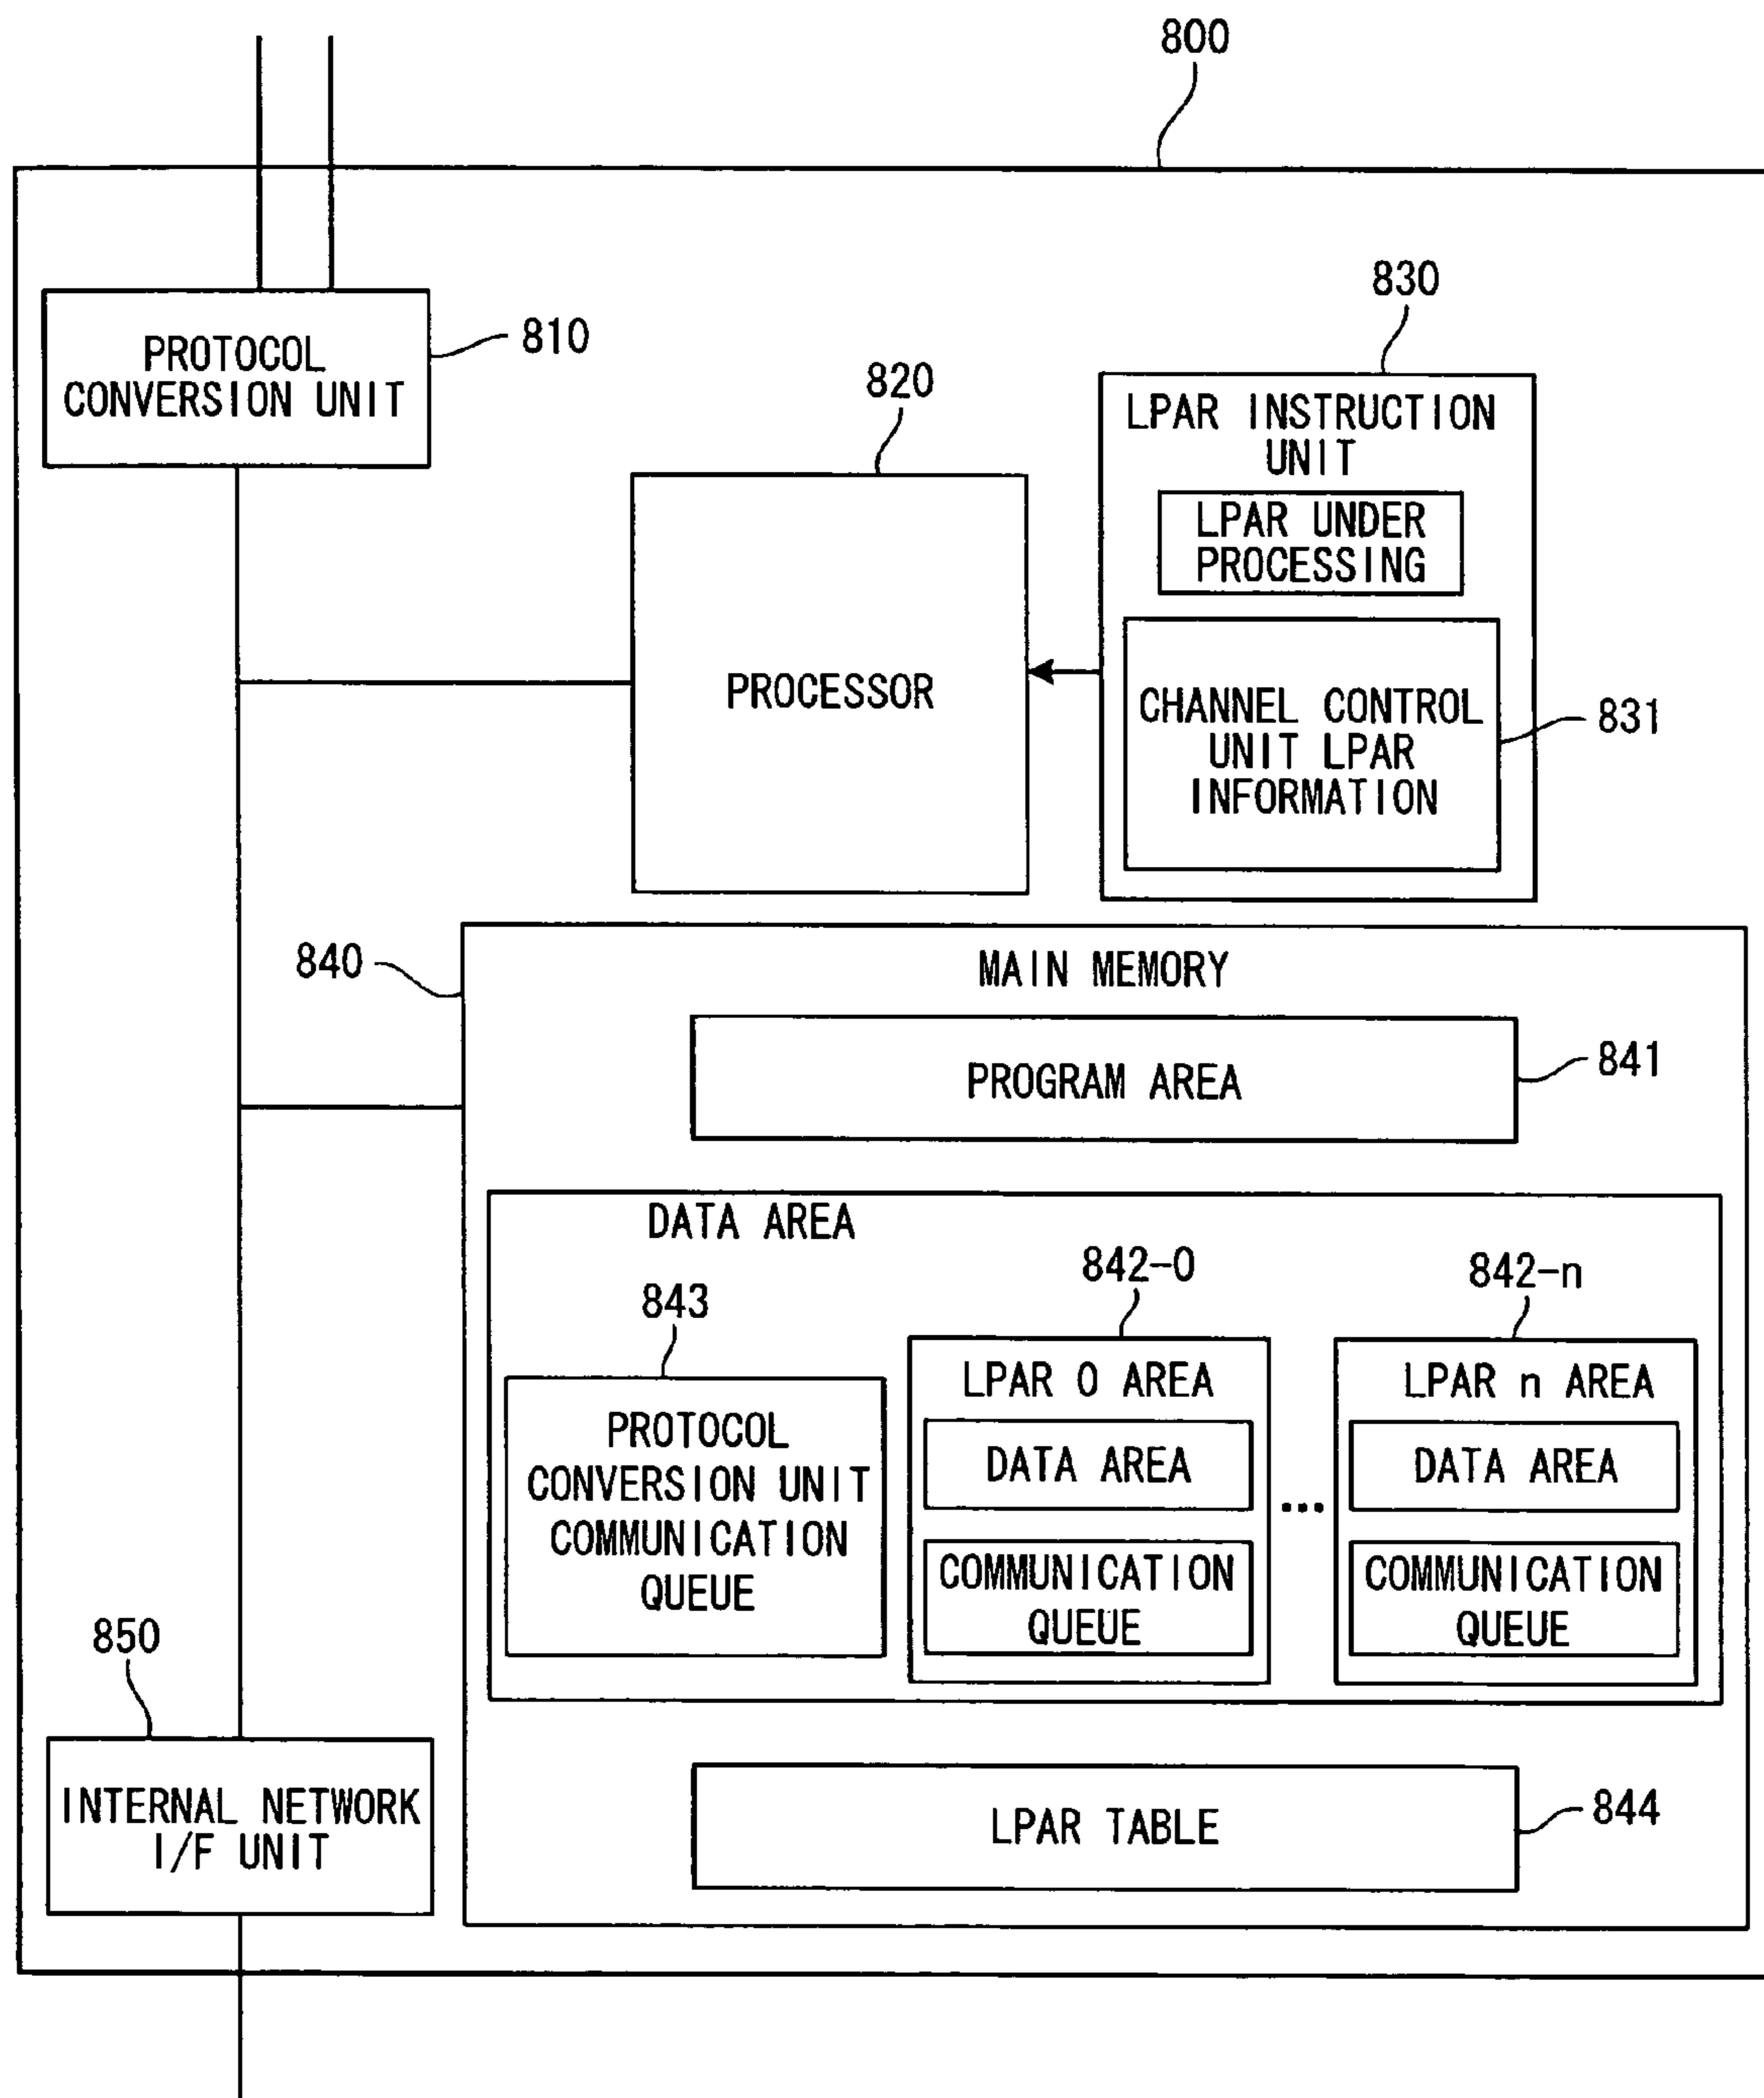 800
PROTOCOL
CONVERSION UNIT
810
820
PROCESSOR
830
LPAR INSTRUCTION
UNIT
LPAR UNDER
PROCESSING
CHANNEL CONTROL
UNIT LPAR
INFORMATION
831
840
MAIN MEMORY
PROGRAM AREA
841
DATA AREA
843
PROTOCOL
CONVERSION UNIT
COMMUNICATION
QUEUE
842-0
LPAR 0 AREA
DATA AREA
COMMUNICATION
QUEUE
...
842-n
LPAR n AREA
DATA AREA
COMMUNICATION
QUEUE
850
INTERNAL NETWORK
I/F UNIT
LPAR TABLE
844